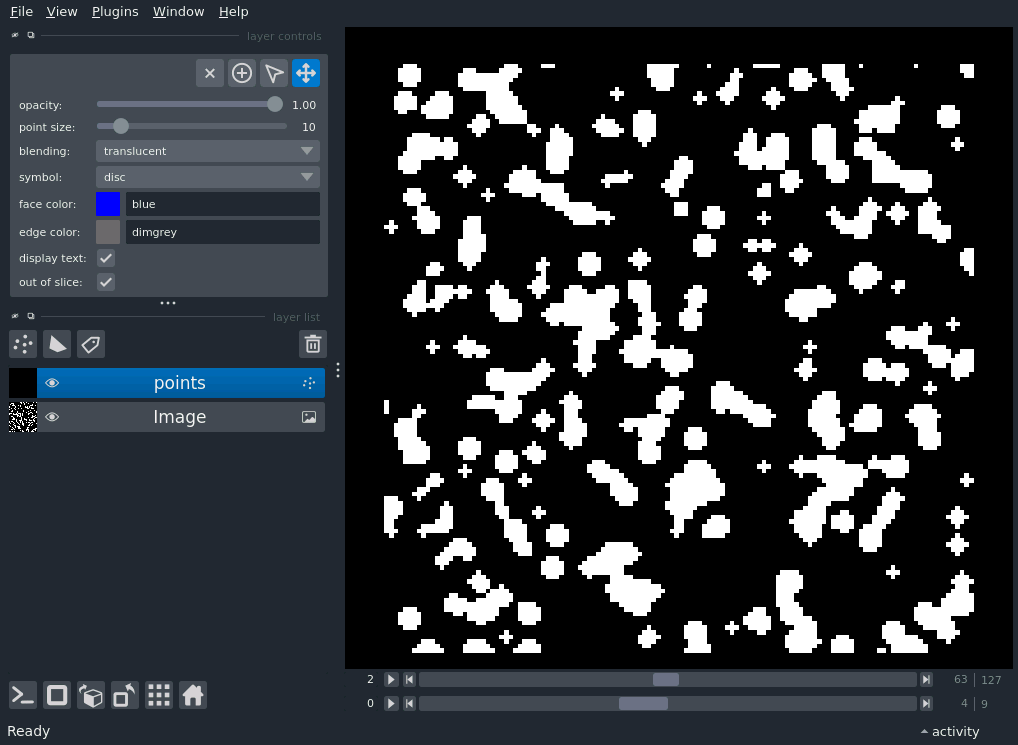 File View Plugins Window Help
layer controls
opacity: 1.00
point size: 10
blending: translucent
symbol: disc
face color: blue
edge color: dimgrey
display text:
out of slice:
layer list
points
Image
2 63 127
0 4 9
Ready activity